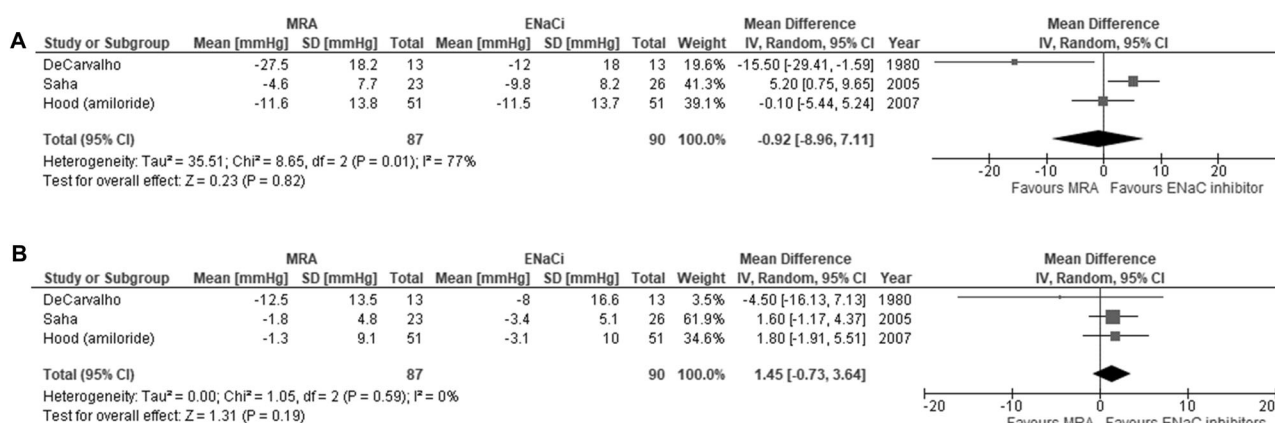 A
MRA ENaCi Mean Difference Mean Difference
Study or Subgroup Mean [mmHg] SD [mmHg] Total Mean [mmHg] SD [mmHg] Total Weight IV, Random, 95% CI Year IV, Random, 95% CI
DeCarvalho -27.5 18.2 13 -12 18 13 19.6% -15.50 [-29.41, -1.59] 1980
Saha -4.6 7.7 23 -9.8 8.2 26 41.3% 5.20 [0.75, 9.65] 2005
Hood (amiloride) -11.6 13.8 51 -11.5 13.7 51 39.1% -0.10 [-5.44, 5.24] 2007
Total (95% CI) 87 90 100.0% -0.92 [-8.96, 7.11]
Heterogeneity: Tau² = 35.51; Chi² = 8.65, df = 2 (P = 0.01); I² = 77%
Test for overall effect: Z = 0.23 (P = 0.82)
-20 -10 0 10 20
Favours MRA Favours ENaC inhibitor
B
MRA ENaCi Mean Difference Mean Difference
Study or Subgroup Mean [mmHg] SD [mmHg] Total Mean [mmHg] SD [mmHg] Total Weight IV, Random, 95% CI Year IV, Random, 95% CI
DeCarvalho -12.5 13.5 13 -8 16.6 13 3.5% -4.50 [-16.13, 7.13] 1980
Saha -1.8 4.8 23 -3.4 5.1 26 61.9% 1.60 [-1.17, 4.37] 2005
Hood (amiloride) -1.3 9.1 51 -3.1 10 51 34.6% 1.80 [-1.91, 5.51] 2007
Total (95% CI) 87 90 100.0% 1.45 [-0.73, 3.64]
Heterogeneity: Tau² = 0.00; Chi² = 1.05, df = 2 (P = 0.59); I² = 0%
Test for overall effect: Z = 1.31 (P = 0.19)
-20 -10 0 10 20
Favours MRA Favours ENaC inhibitors